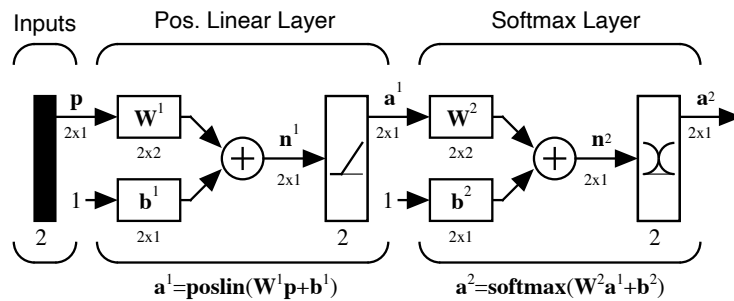 Inputs
Pos. Linear Layer
Softmax Layer
p
2x1
W¹
2x2
1
b¹
2x1
n¹
2x1
a¹
2x1
W²
2x2
1
b²
2x1
n²
2x1
a²
2x1
2
2
2
a¹=poslin(W¹p+b¹)
a²=softmax(W²a¹+b²)